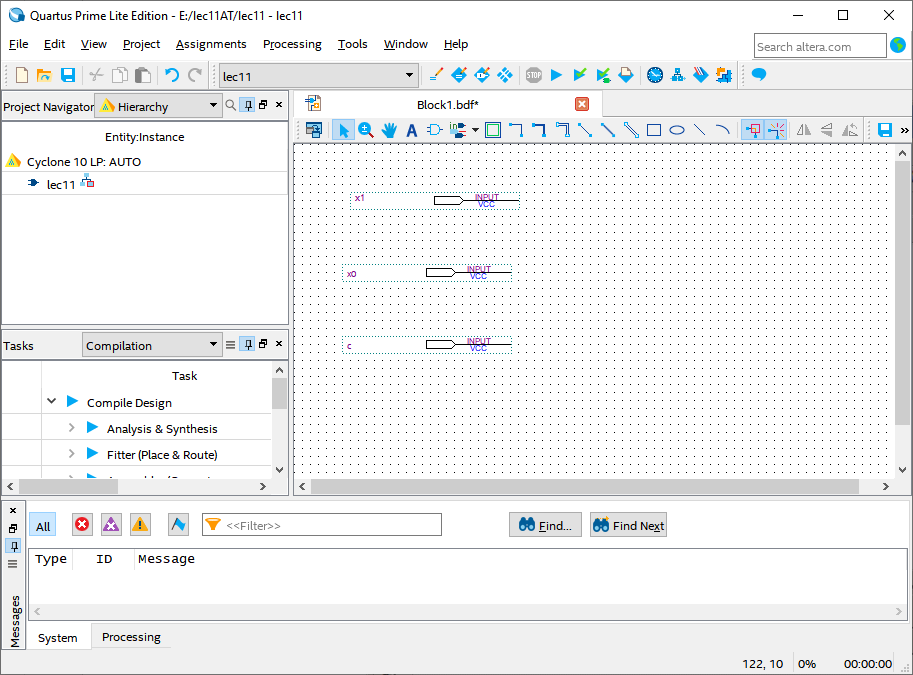 Quartus Prime Lite Edition - E:/lec11AT/lec11 - lec11
File Edit View Project Assignments Processing Tools Window Help
Search altera.com
lec11
STOP
Project Navigator Hierarchy
Entity:Instance
Cyclone 10 LP: AUTO
lec11
Block1.bdf*
A
x1 INPUT
VCC
x0 INPUT
VCC
c INPUT
VCC
Tasks Compilation
Task
Compile Design
Analysis & Synthesis
Fitter (Place & Route)
All <<Filter>> Find... Find Next
Type ID Message
Messages
System Processing
122, 10 0% 00:00:00